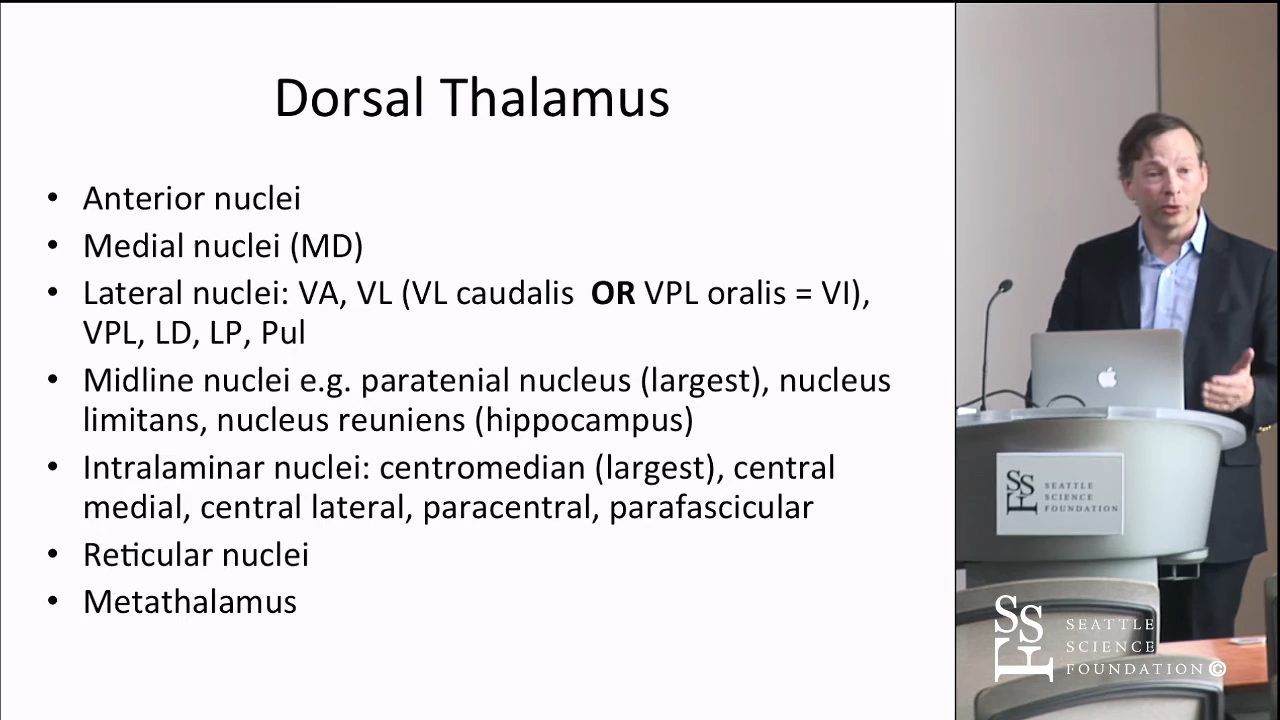 Dorsal Thalamus
• Anterior nuclei
• Medial nuclei (MD)
• Lateral nuclei: VA, VL (VL caudalis OR VPL oralis = VI),
VPL, LD, LP, Pul
• Midline nuclei e.g. paratenial nucleus (largest), nucleus
limitans, nucleus reuniens (hippocampus)
• Intralaminar nuclei: centromedian (largest), central
medial, central lateral, paracentral, parafascicular
• Reticular nuclei
• Metathalamus
SSF
SEATTLE
SCIENCE
FOUNDATION
SSF
SEATTLE
SCIENCE
FOUNDATION©